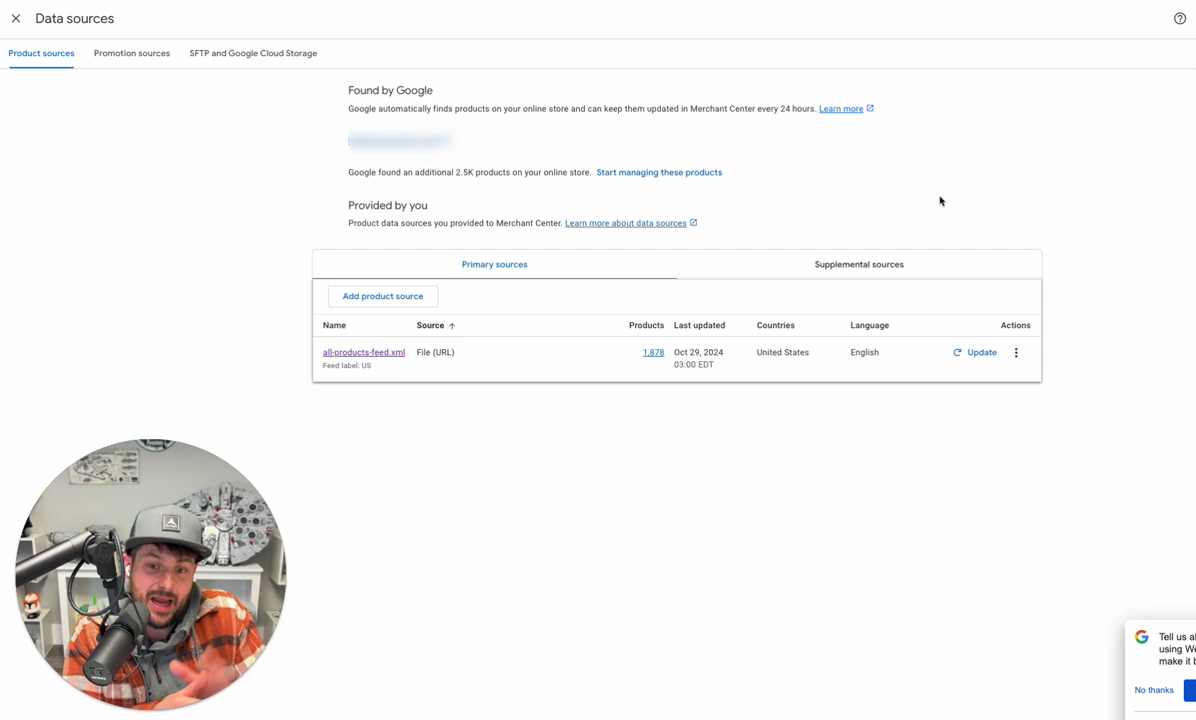 Data sources
Product sources
Promotion sources
SFTP and Google Cloud Storage
Found by Google
Google automatically finds products on your online store and can keep them updated in Merchant Center every 24 hours. Learn more
Google found an additional 2.5K products on your online store. Start managing these products
Provided by you
Product data sources you provided to Merchant Center. Learn more about data sources
Primary sources
Supplemental sources
Add product source
Name Source Products Last updated Countries Language Actions
all-products-feed.xml File (URL) 1,878 Oct 29, 2024 United States English Update
Feed label: US 03:00 EDT
Tell us
using
make it
No thanks